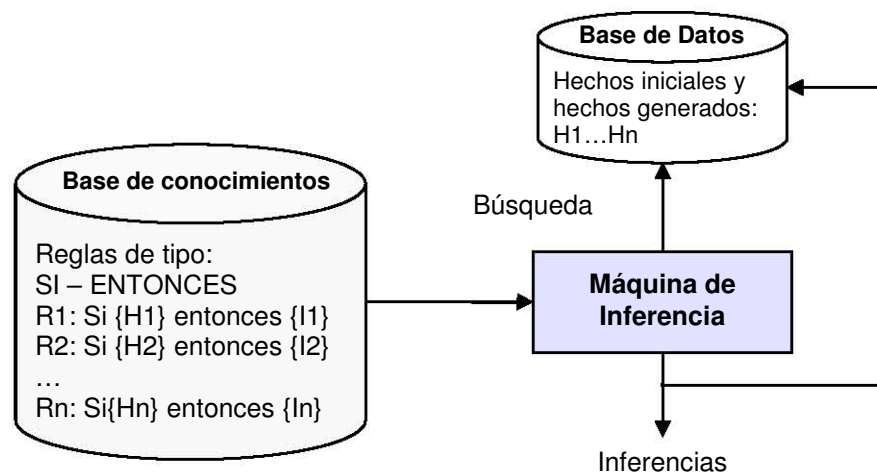 Base de Datos
Hechos iniciales y
hechos generados:
H1…Hn
Base de conocimientos
Reglas de tipo:
SI – ENTONCES
R1: Si {H1} entonces {I1}
R2: Si {H2} entonces {I2}
…
Rn: Si{Hn} entonces {In}
Búsqueda
Máquina de
Inferencia
Inferencias